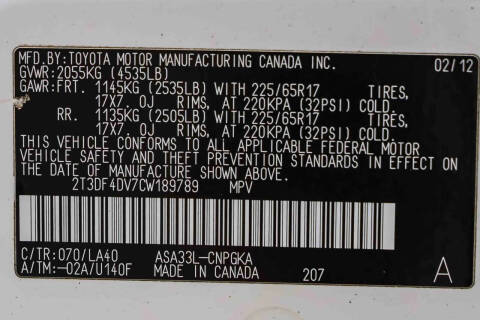 MFD.BY:TOYOTA MOTOR MANUFACTURING CANADA INC. 02/12
GVWR:2055KG (4535LB)
GAWR:FRT. 1145KG (2535LB) WITH 225/65R17 TIRES,
17X7.0J RIMS, AT 220KPA (32PSI) COLD.
RR. 1135KG (2505LB) WITH 225/65R17 TIRES,
17X7.0J RIMS, AT 220KPA (32PSI) COLD.
THIS VEHICLE CONFORMS TO ALL APPLICABLE FEDERAL MOTOR
VEHICLE SAFETY AND THEFT PREVENTION STANDARDS IN EFFECT ON
THE DATE OF MANUFACTURE SHOWN ABOVE.
2T3DF4DV7CW189789 MPV
C/TR:070/LA40 ASA33L-CNPGKA
A/TM:-02A/U140F MADE IN CANADA 207 A